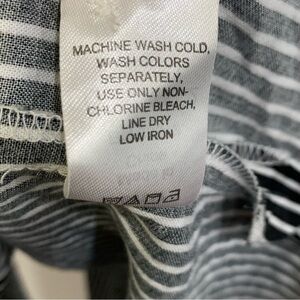 MACHINE WASH COLD,
WASH COLORS
SEPARATELY,
USE ONLY NON-
CHLORINE BLEACH,
LINE DRY
LOW IRON